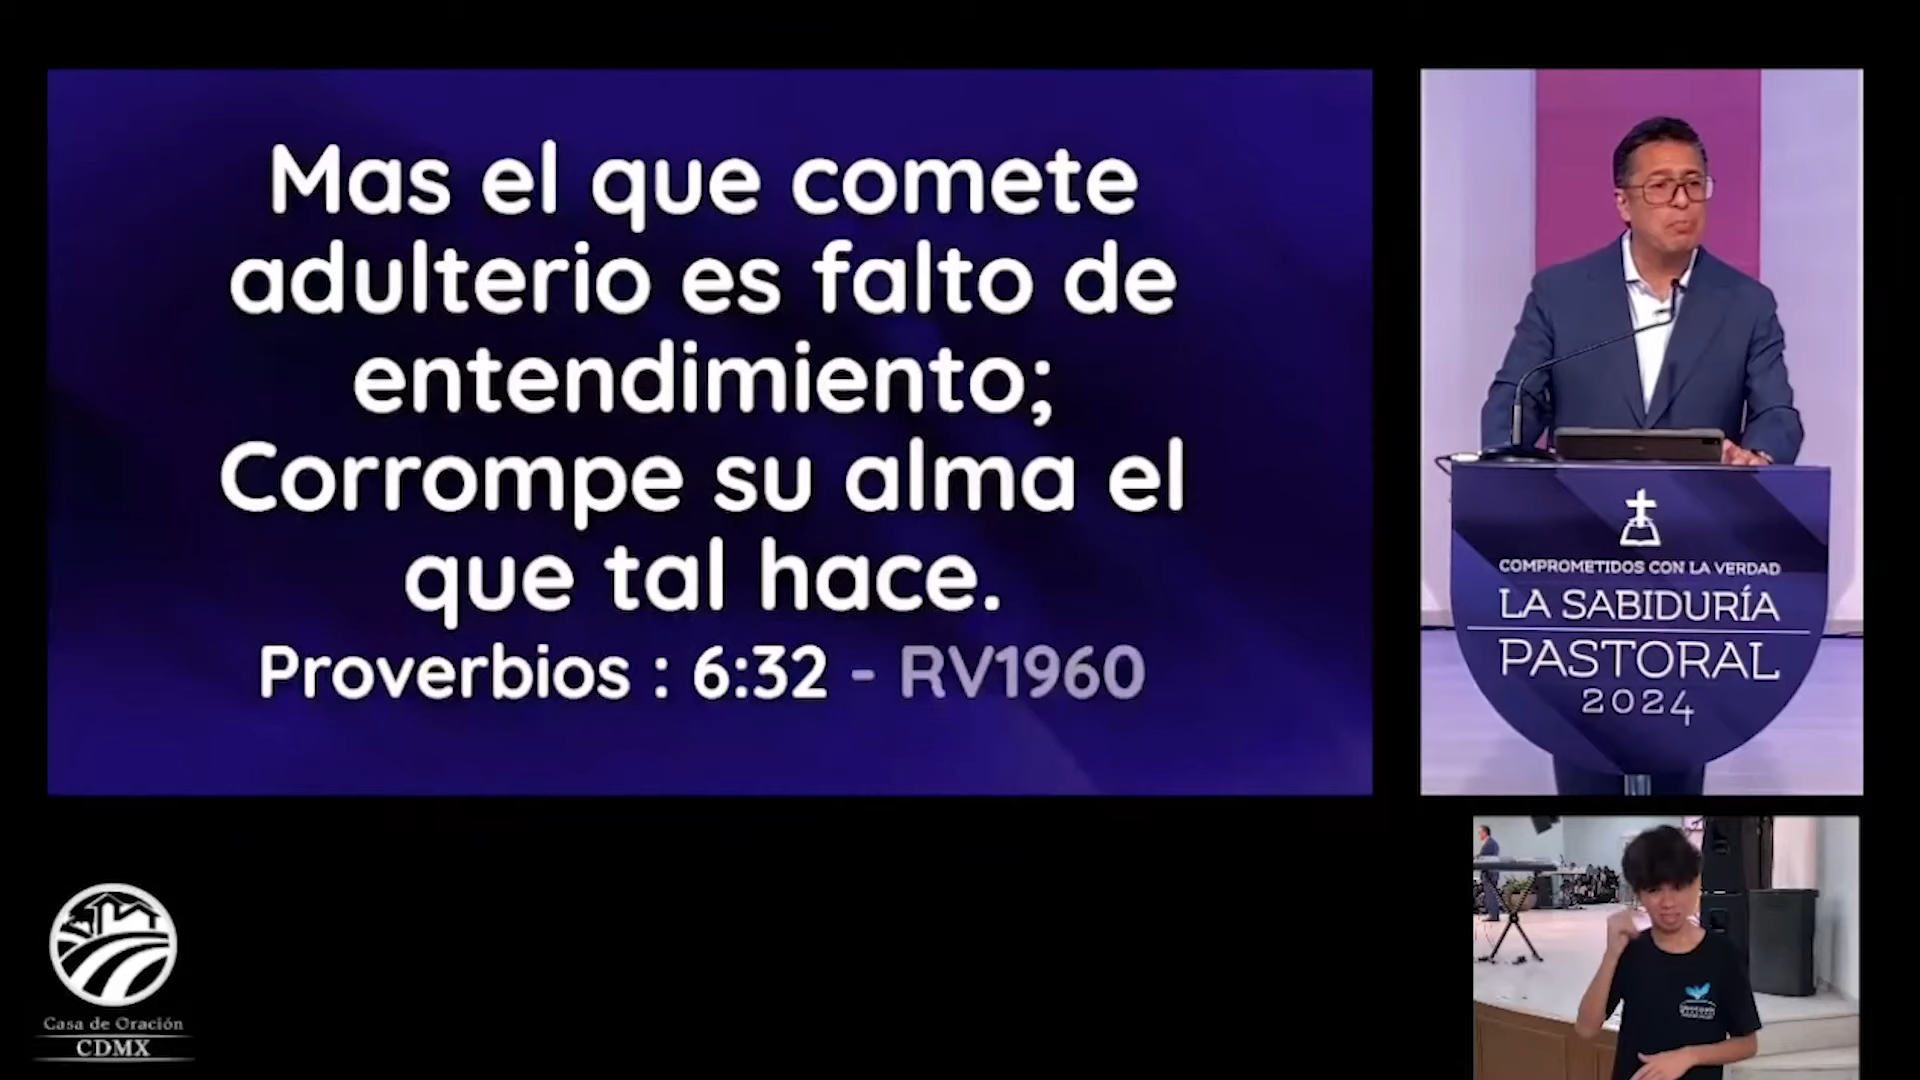 Mas el que comete
adulterio es falto de
entendimiento;
Corrompe su alma el
que tal hace.
Proverbios : 6:32 - RV1960
COMPROMETIDOS CON LA VERDAD
LA SABIDURÍA
PASTORAL
2024
Casa de Oración
CDMX